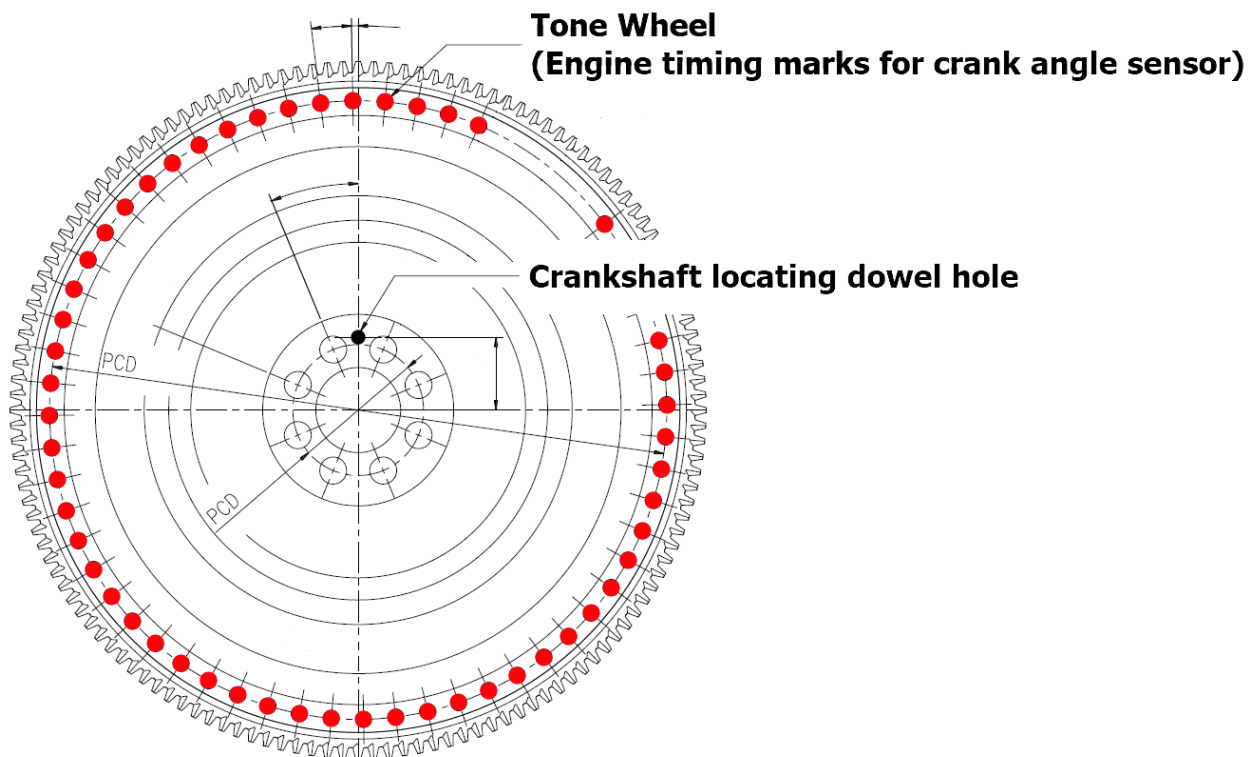 Tone Wheel
(Engine timing marks for crank angle sensor)
Crankshaft locating dowel hole
PCD
PCD